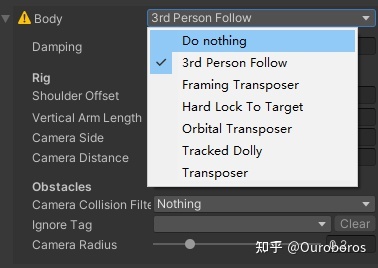 Body
3rd Person Follow
Damping
Do nothing
3rd Person Follow
Framing Transposer
Hard Lock To Target
Orbital Transposer
Tracked Dolly
Transposer
Rig
Shoulder Offset
Vertical Arm Length
Camera Side
Camera Distance
Obstacles
Camera Collision Filte
Nothing
Ignore Tag
Clear
Camera Radius
0.2
知乎 @Ouroboros